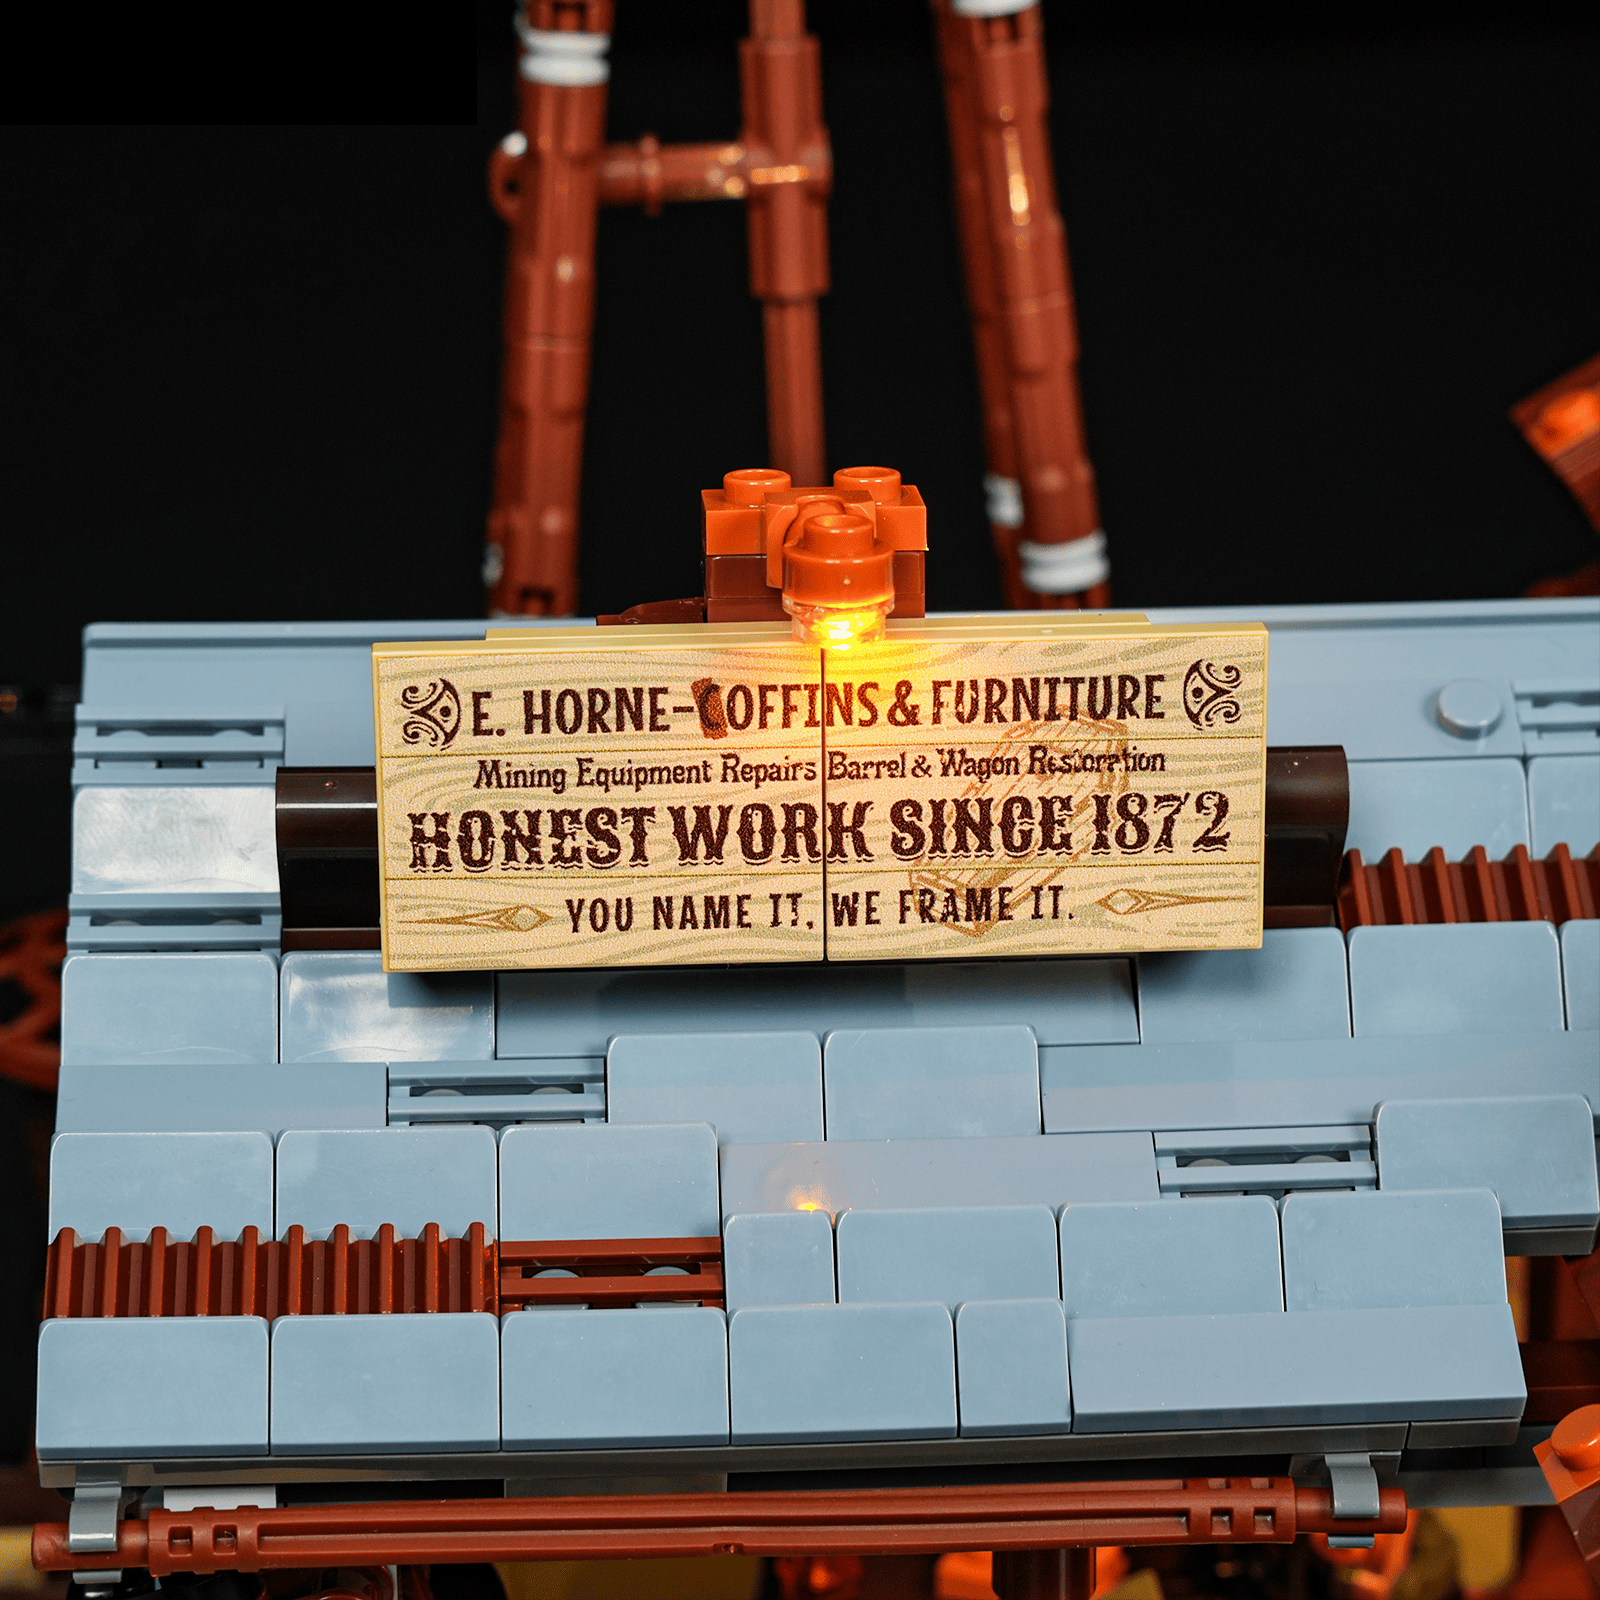 E. HORNE-COFFINS & FURNITURE
Mining Equipment Repairs Barrel & Wagon Restoration
HONEST WORK SINCE 1872
YOU NAME IT, WE FRAME IT.